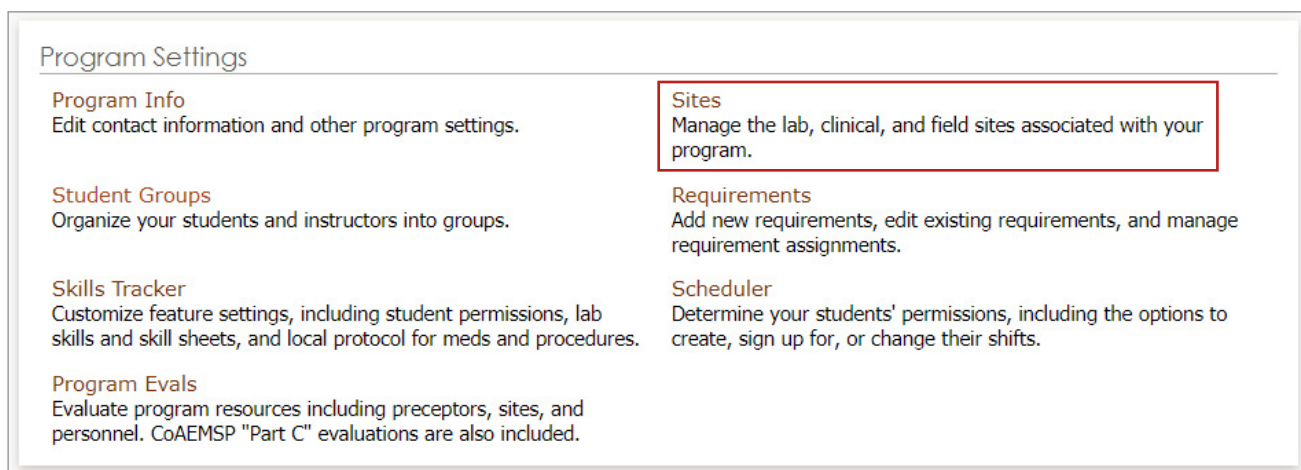 Program Settings
Program Info
Edit contact information and other program settings.
Sites
Manage the lab, clinical, and field sites associated with your
program.
Student Groups
Organize your students and instructors into groups.
Requirements
Add new requirements, edit existing requirements, and manage
requirement assignments.
Skills Tracker
Customize feature settings, including student permissions, lab
skills and skill sheets, and local protocol for meds and procedures.
Scheduler
Determine your students' permissions, including the options to
create, sign up for, or change their shifts.
Program Evals
Evaluate program resources including preceptors, sites, and
personnel. CoAEMSP "Part C" evaluations are also included.